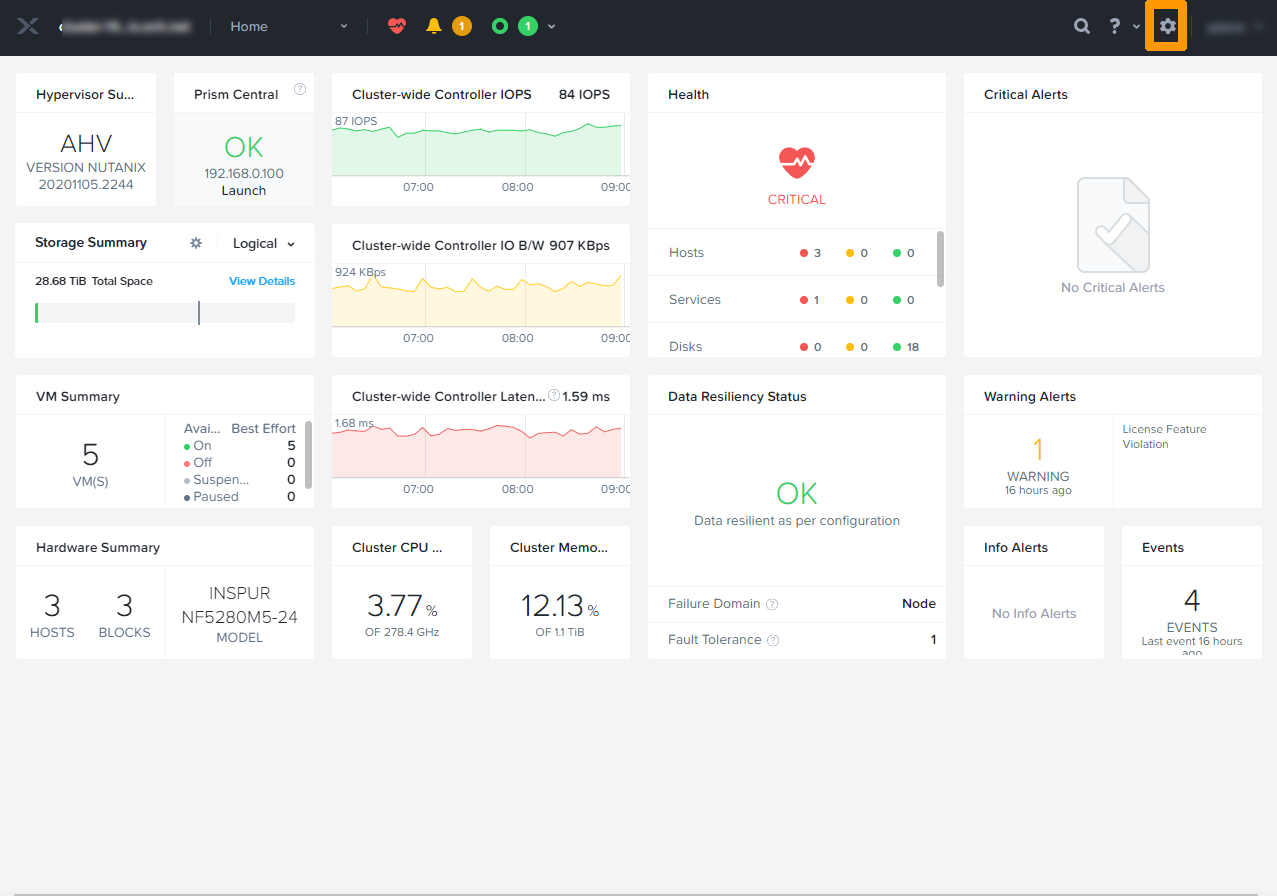 Home
1
1
?
Hypervisor Su...
AHV
VERSION NUTANIX
20201105.2244
Prism Central
?
OK
192.168.0.100
Launch
Cluster-wide Controller IOPS 84 IOPS
87 IOPS
07:00 08:00 09:00
Health
CRITICAL
Hosts 3 0 0
Services 1 0 0
Disks 0 0 18
Critical Alerts
No Critical Alerts
Storage Summary Logical
28.68 TiB Total Space View Details
Cluster-wide Controller IO B/W 907 KBps
924 KBps
07:00 08:00 09:00
VM Summary
5
VM(S)
Avai... Best Effort
On 5
Off 0
Suspen... 0
Paused 0
Cluster-wide Controller Laten... ? 1.59 ms
1.68 ms
07:00 08:00 09:00
Data Resiliency Status
OK
Data resilient as per configuration
Failure Domain ? Node
Fault Tolerance ? 1
Warning Alerts
1
WARNING
16 hours ago
License Feature
Violation
Hardware Summary
3
HOSTS
3
BLOCKS
INSPUR
NF5280M5-24
MODEL
Cluster CPU ...
3.77 %
OF 278.4 GHz
Cluster Memo...
12.13 %
OF 1.1 TiB
Info Alerts
No Info Alerts
Events
4
EVENTS
Last event 16 hours
ago